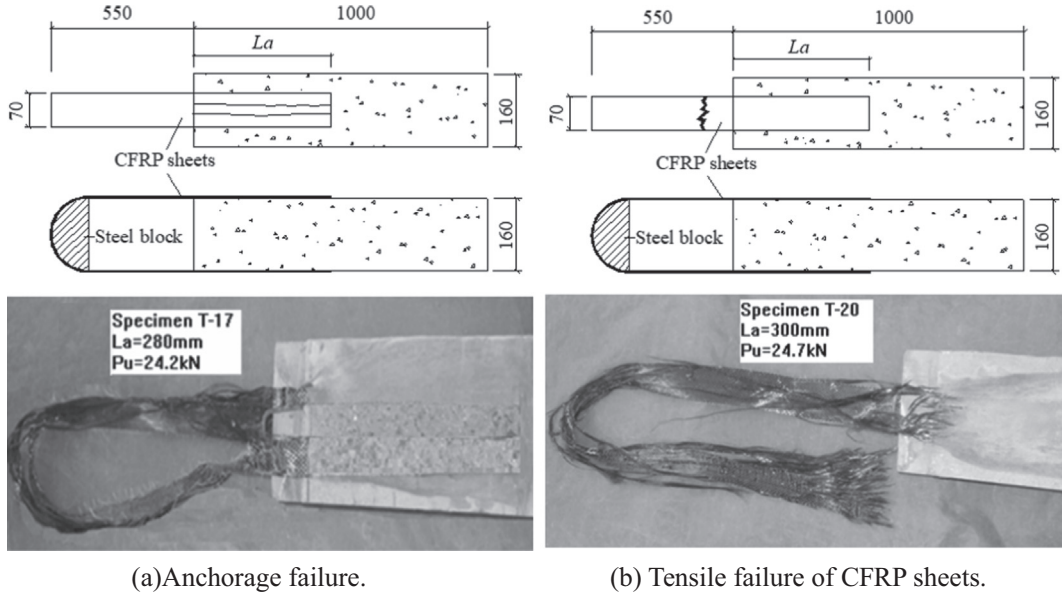 550
1000
La
70
160
CFRP sheets
Steel block
160
550
1000
La
70
160
CFRP sheets
Steel block
160
Specimen T-17
La=280mm
Pu=24.2kN
Specimen T-20
La=300mm
Pu=24.7kN
(a)Anchorage failure.
(b) Tensile failure of CFRP sheets.